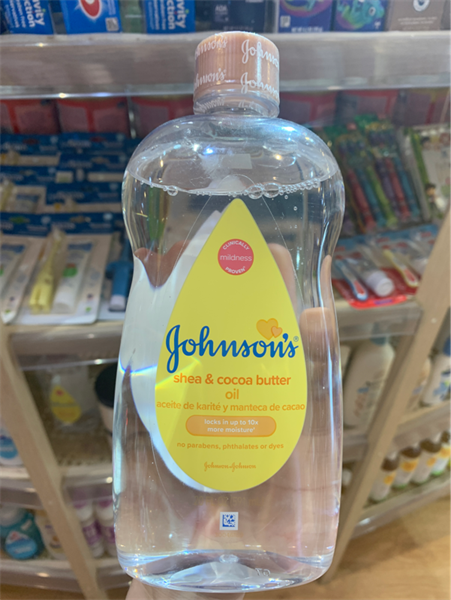 Johnson's
CLINICALLY
mildness
PROVEN
Johnson's®
shea & cocoa butter
oil
aceite de karité y manteca de cacao
locks in up to 10x
more moisture
no parabens, phthalates or dyes
Johnson & Johnson